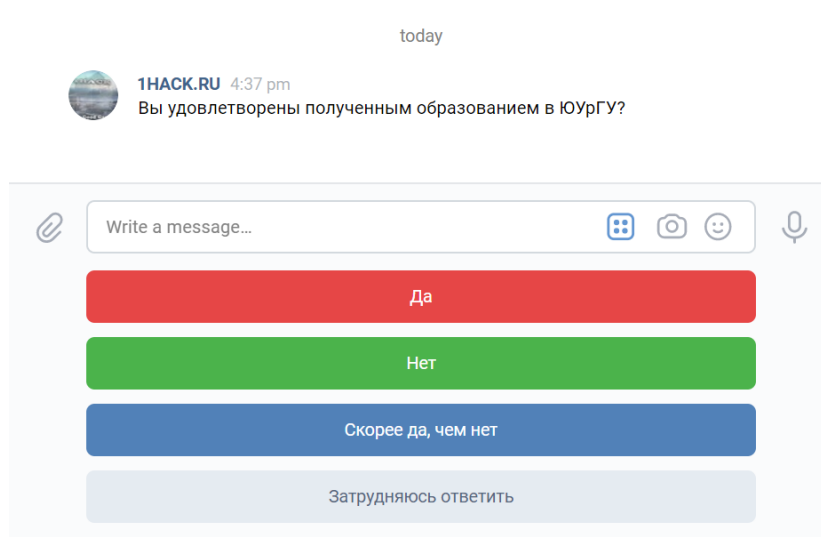 today
1HACK.RU 4:37 pm
Вы удовлетворены полученным образованием в ЮУрГУ?
Write a message...
Да
Нет
Скорее да, чем нет
Затрудняюсь ответить